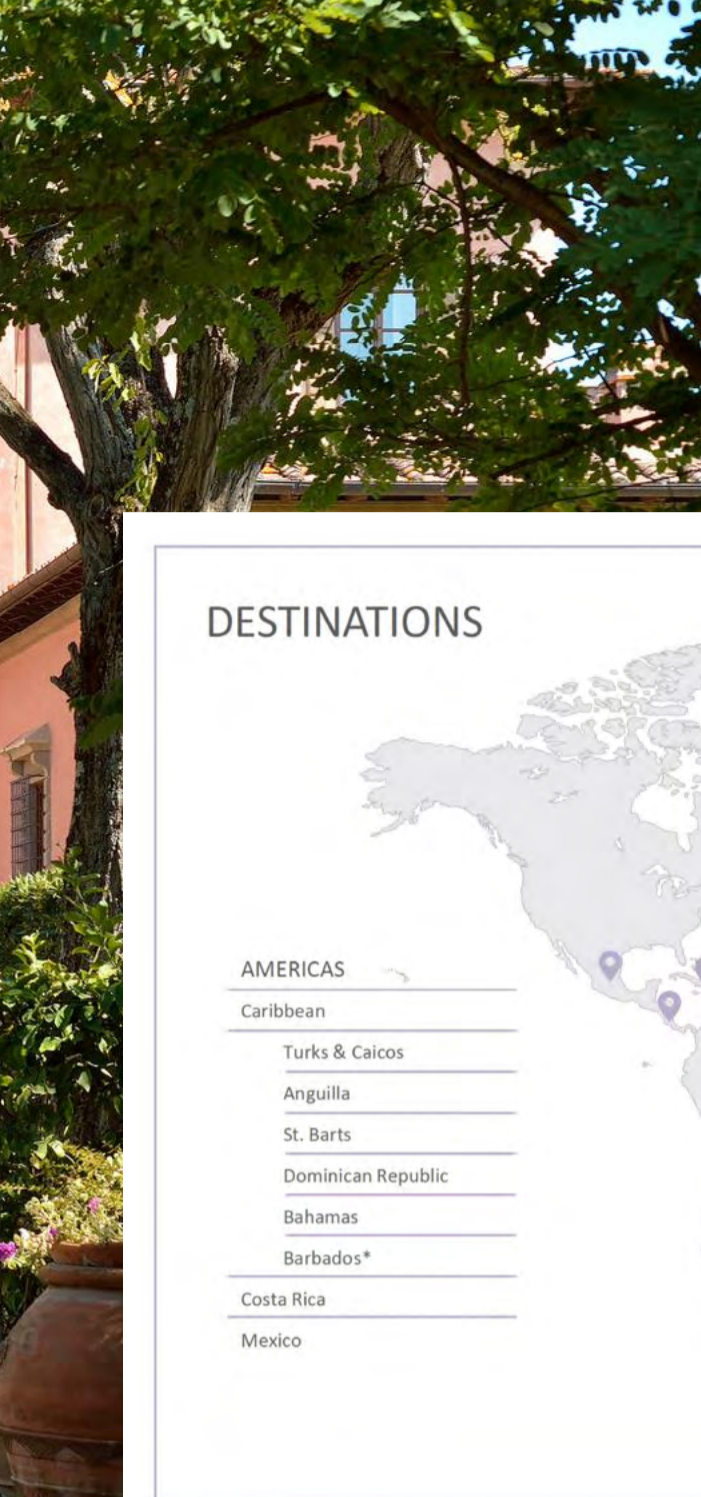 DESTINATIONS
AMERICAS
Caribbean
Turks & Caicos
Anguilla
St. Barts
Dominican Republic
Bahamas
Barbados*
Costa Rica
Mexico